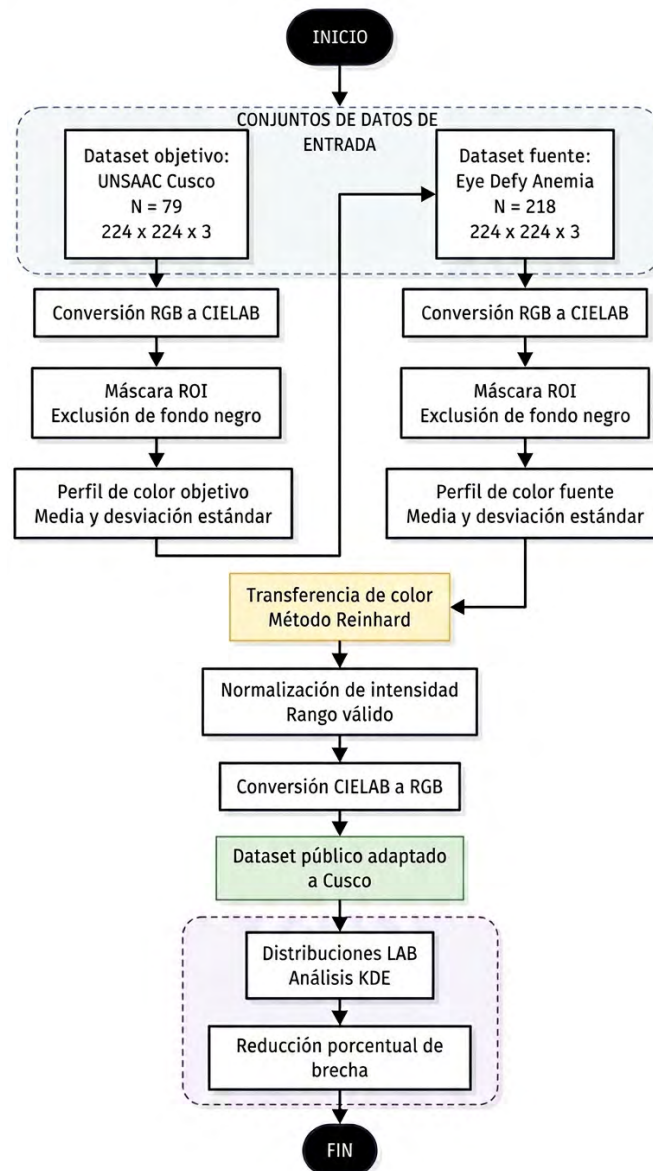 INICIO
CONJUNTOS DE DATOS DE
ENTRADA
Dataset objetivo:
UNSAAC Cusco
N = 79
224 x 224 x 3
Dataset fuente:
Eye Defy Anemia
N = 218
224 x 224 x 3
Conversión RGB a CIELAB
Máscara ROI
Exclusión de fondo negro
Perfil de color objetivo
Media y desviación estándar
Conversión RGB a CIELAB
Máscara ROI
Exclusión de fondo negro
Perfil de color fuente
Media y desviación estándar
Transferencia de color
Método Reinhard
Normalización de intensidad
Rango válido
Conversión CIELAB a RGB
Dataset público adaptado
a Cusco
Distribuciones LAB
Análisis KDE
Reducción porcentual de
brecha
FIN